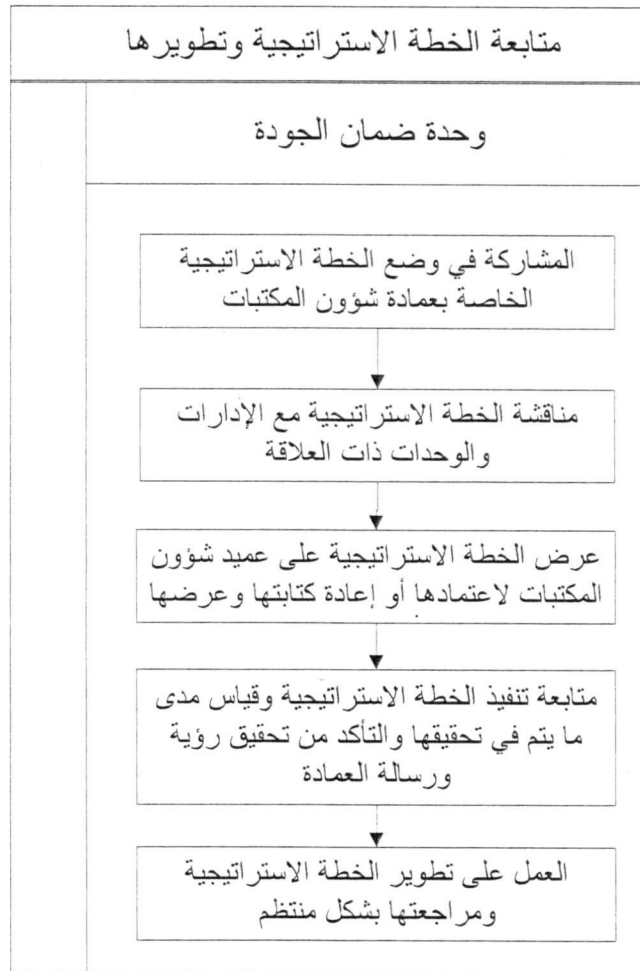 متابعة الخطة الاستراتيجية وتطويرها
وحدة ضمان الجودة
المشاركة في وضع الخطة الاستراتيجية
الخاصة بعمادة شؤون المكتبات
مناقشة الخطة الاستراتيجية مع الإدارات
والوحدات ذات العلاقة
عرض الخطة الاستراتيجية على عميد شؤون
المكتبات لاعتمادها أو إعادة كتابتها وعرضها
متابعة تنفيذ الخطة الاستراتيجية وقياس مدى
ما يتم في تحقيقها والتأكد من تحقيق رؤية
ورسالة العمادة
العمل على تطوير الخطة الاستراتيجية
ومراجعتها بشكل منتظم